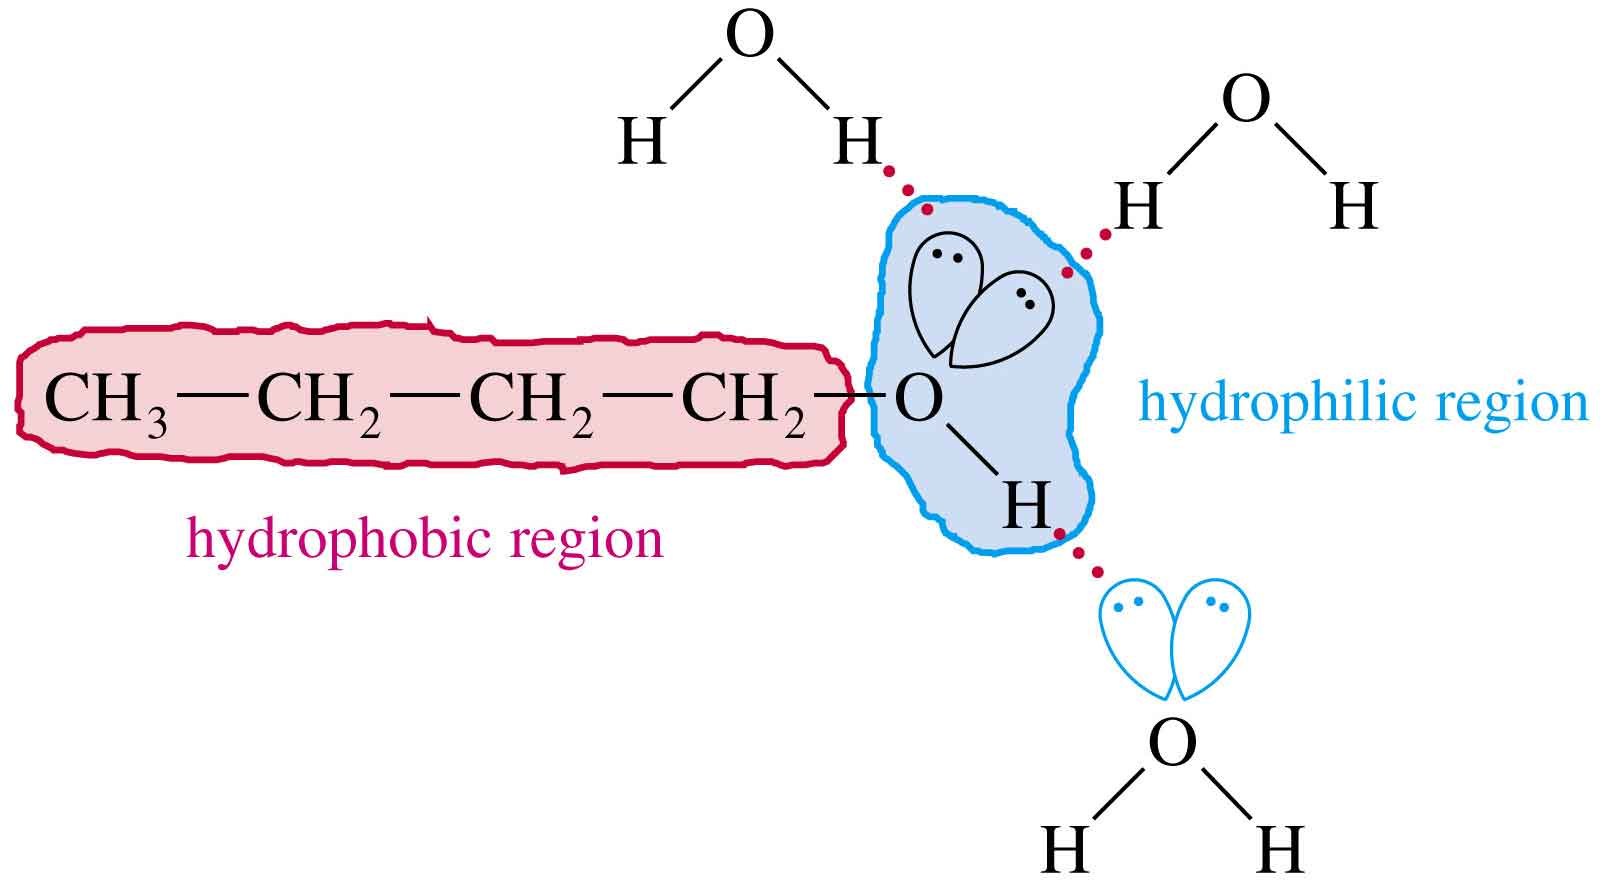 O
H H
O
H H
CH₃—CH₂—CH₂—CH₂—O
H
hydrophilic region
hydrophobic region
O
H H